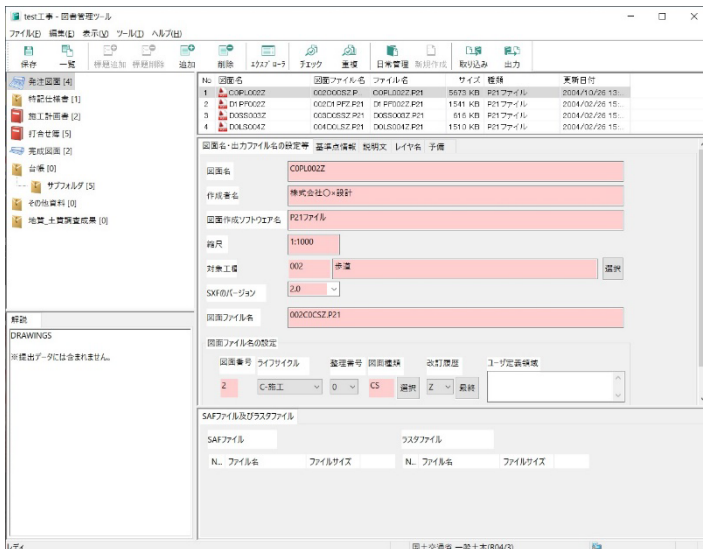 test工事 - 図書管理ツール
ファイル(F) 編集(E) 表示(V) ツール(T) ヘルプ(H)
保存 一覧 標題追加 標題削除 追加 削除 エクスプローラ チェック 重複 日常管理 新規作成 取り込み 出力
発注図面 [4]
特記仕様書 [1]
施工計画書 [2]
打合せ簿 [5]
完成図面 [2]
台帳 [0]
サブフォルダ [5]
その他資料 [0]
地質_土質調査成果 [0]
解説
DRAWINGS
※提出データには含まれません。
No 図面名 図面ファイル名 ファイル名 サイズ 種類 更新日付
1 C0PL002Z 002C0CSZ.P... C0PL002Z.P21 5673 KB P21ファイル 2004/10/26 13:...
2 D1PF002Z 002D1PFZ.P21 D1PF002Z.P21 1541 KB P21ファイル 2004/02/26 15:...
3 D0SS003Z 003D0SSZ.P21 D0SS003Z.P21 616 KB P21ファイル 2004/02/26 15:...
4 D0LS004Z 004D0LSZ.P21 D0LS004Z.P21 1510 KB P21ファイル 2004/02/26 15:...
図面名・出力ファイル名の設定等 基準点情報 説明文 レイヤ名 予備
図面名 C0PL002Z
作成者名 株式会社○×設計
図面作成ソフトウェア名 P21ファイル
縮尺 1:1000
対象工種 002 歩道 選択
SXFのバージョン 2.0
図面ファイル名 002C0CSZ.P21
図面ファイル名の設定
図面番号 ライフサイクル 整理番号 図面種類 改訂履歴 ユーザ定義領域
2 C-施工 0 CS 選択 Z 最終
SAFファイル及びラスタファイル
SAFファイル ラスタファイル
N... ファイル名 ファイルサイズ N... ファイル名 ファイルサイズ
レディ 国土交通省 一般土木(R04/3)